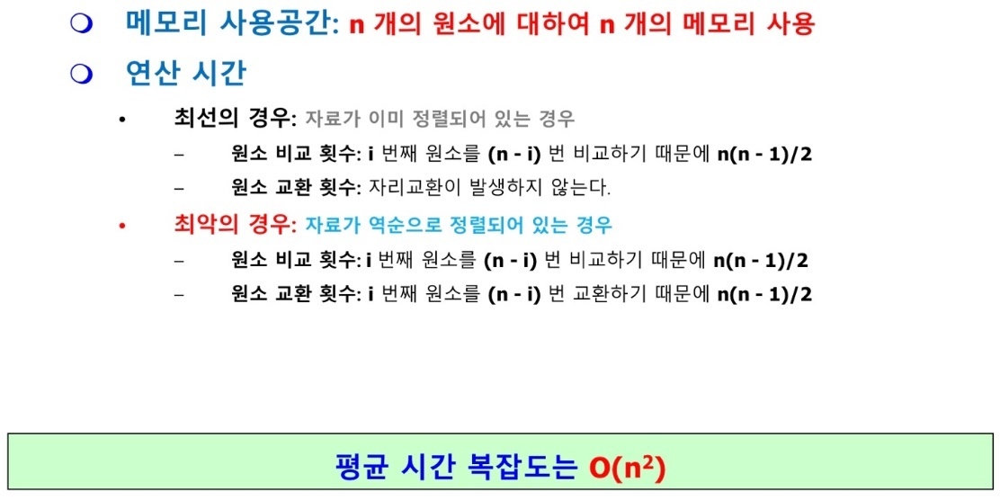 ❍ 메모리 사용공간: n 개의 원소에 대하여 n 개의 메모리 사용
❍ 연산 시간
• 최선의 경우: 자료가 이미 정렬되어 있는 경우
– 원소 비교 횟수: i 번째 원소를 (n - i) 번 비교하기 때문에 n(n - 1)/2
– 원소 교환 횟수: 자리교환이 발생하지 않는다.
• 최악의 경우: 자료가 역순으로 정렬되어 있는 경우
– 원소 비교 횟수: i 번째 원소를 (n - i) 번 비교하기 때문에 n(n - 1)/2
– 원소 교환 횟수: i 번째 원소를 (n - i) 번 교환하기 때문에 n(n - 1)/2
평균 시간 복잡도는 O(n²)